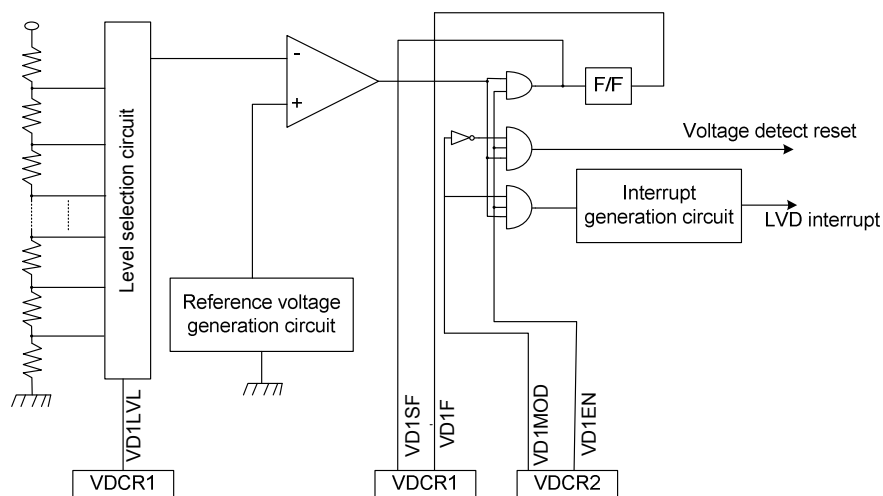 Level selection circuit
-
+
Reference voltage
generation circuit
F/F
Voltage detect reset
Interrupt
generation circuit
LVD interrupt
VD1LVL
VD1SF
VD1F
VD1MOD
VD1EN
VDCR1
VDCR1
VDCR2